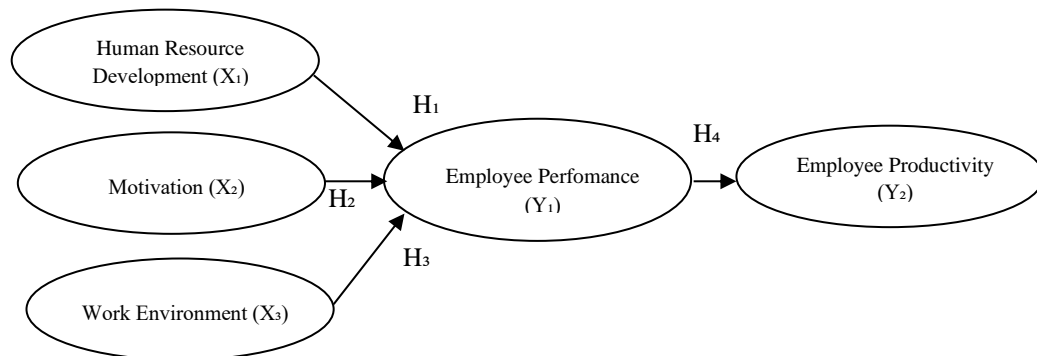 Human Resource
Development (X₁)
H₁
Motivation (X₂)
H₂
Work Environment (X₃)
H₃
Employee Perfomance
(Y₁)
H₄
Employee Productivity
(Y₂)